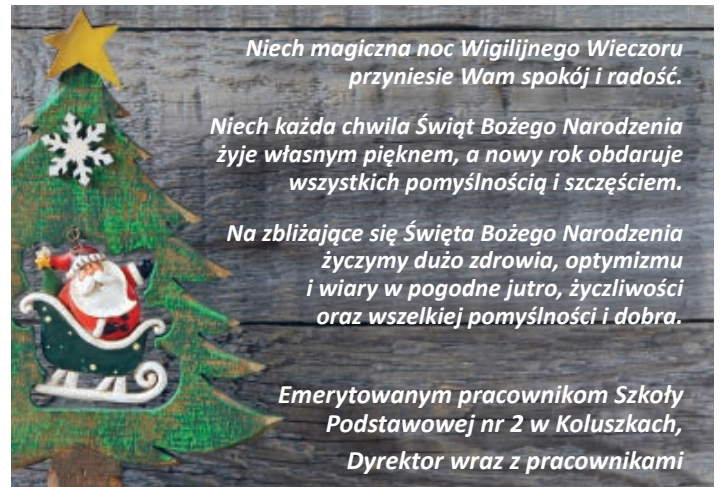 Niech magiczna noc Wigilijnego Wieczoru
przyniesie Wam spokój i radość.
Niech każda chwila Świąt Bożego Narodzenia
żyje własnym pięknem, a nowy rok obdaruje
wszystkich pomyślnością i szczęściem.
Na zbliżające się Święta Bożego Narodzenia
życzymy dużo zdrowia, optymizmu
i wiary w pogodne jutro, życzliwości
oraz wszelkiej pomyślności i dobra.
Emerytowanym pracownikom Szkoły
Podstawowej nr 2 w Koluszkach,
Dyrektor wraz z pracownikami